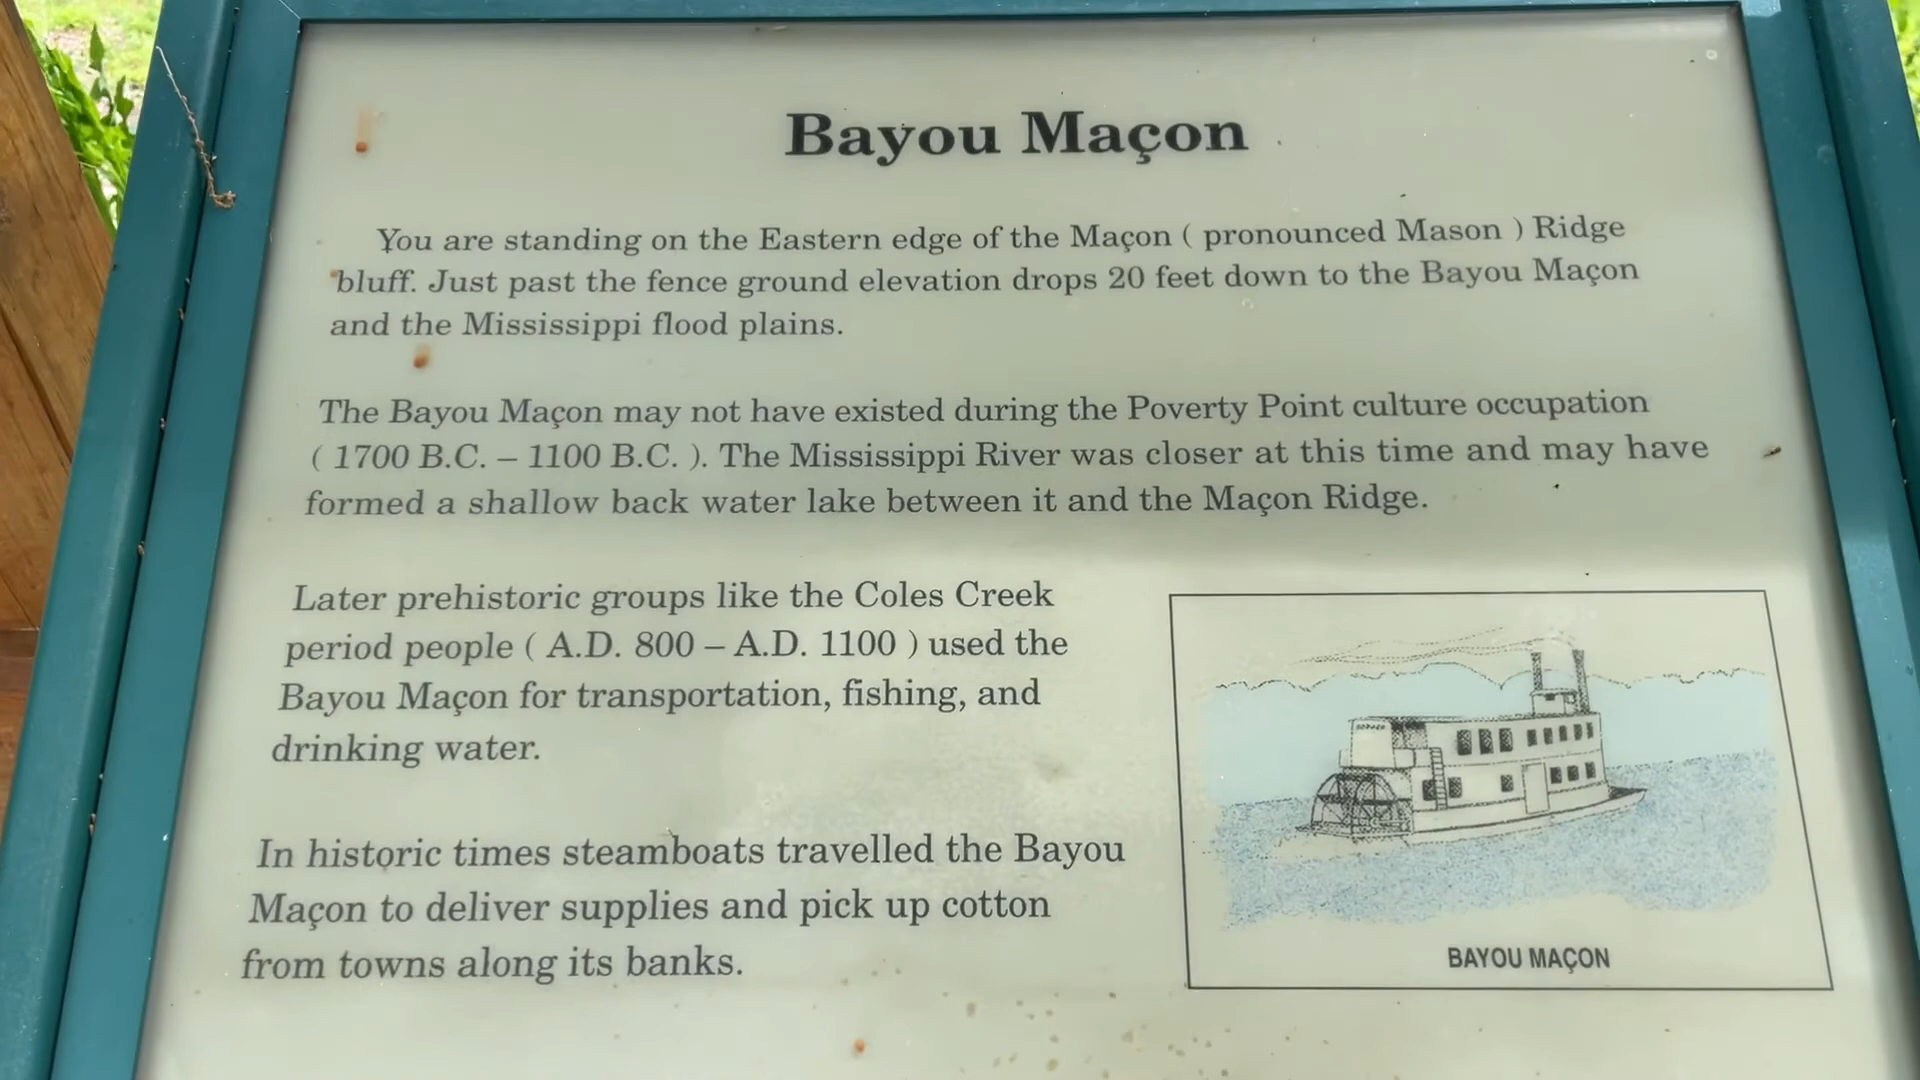 Bayou Maçon
You are standing on the Eastern edge of the Maçon ( pronounced Mason ) Ridge
bluff. Just past the fence ground elevation drops 20 feet down to the Bayou Maçon
and the Mississippi flood plains.
The Bayou Maçon may not have existed during the Poverty Point culture occupation
( 1700 B.C. – 1100 B.C. ). The Mississippi River was closer at this time and may have
formed a shallow back water lake between it and the Maçon Ridge.
Later prehistoric groups like the Coles Creek
period people ( A.D. 800 – A.D. 1100 ) used the
Bayou Maçon for transportation, fishing, and
drinking water.
In historic times steamboats travelled the Bayou
Maçon to deliver supplies and pick up cotton
from towns along its banks.
BAYOU MAÇON